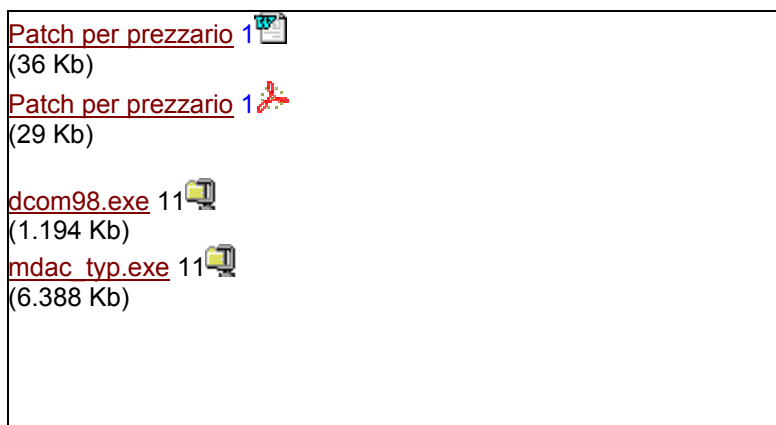 Patch per prezzario 1
(36 Kb)
Patch per prezzario 1
(29 Kb)
dcom98.exe 11
(1.194 Kb)
mdac_typ.exe 11
(6.388 Kb)